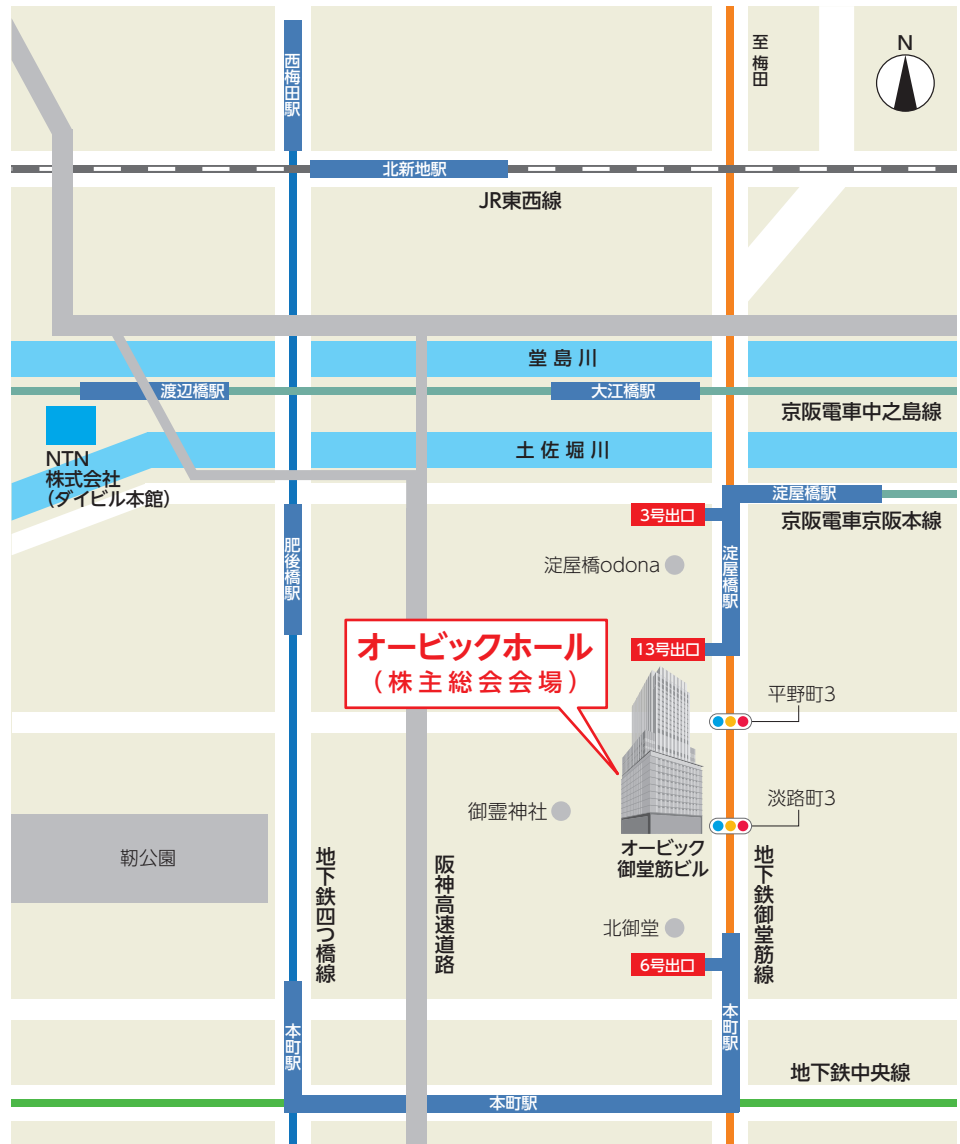 至 梅田
N
西梅田駅
北新地駅
JR東西線
堂島川
渡辺橋駅
大江橋駅
京阪電車中之島線
土佐堀川
NTN
株式会社
(ダイビル本館)
淀屋橋駅
3号出口
京阪電車京阪本線
肥後橋駅
淀屋橋odona
淀屋橋駅
オービックホール
(株主総会会場)
13号出口
平野町3
御霊神社
淡路町3
靭公園
オービック
御堂筋ビル
地下鉄四つ橋線
阪神高速道路
地下鉄御堂筋線
北御堂
6号出口
本町駅
本町駅
地下鉄中央線
本町駅